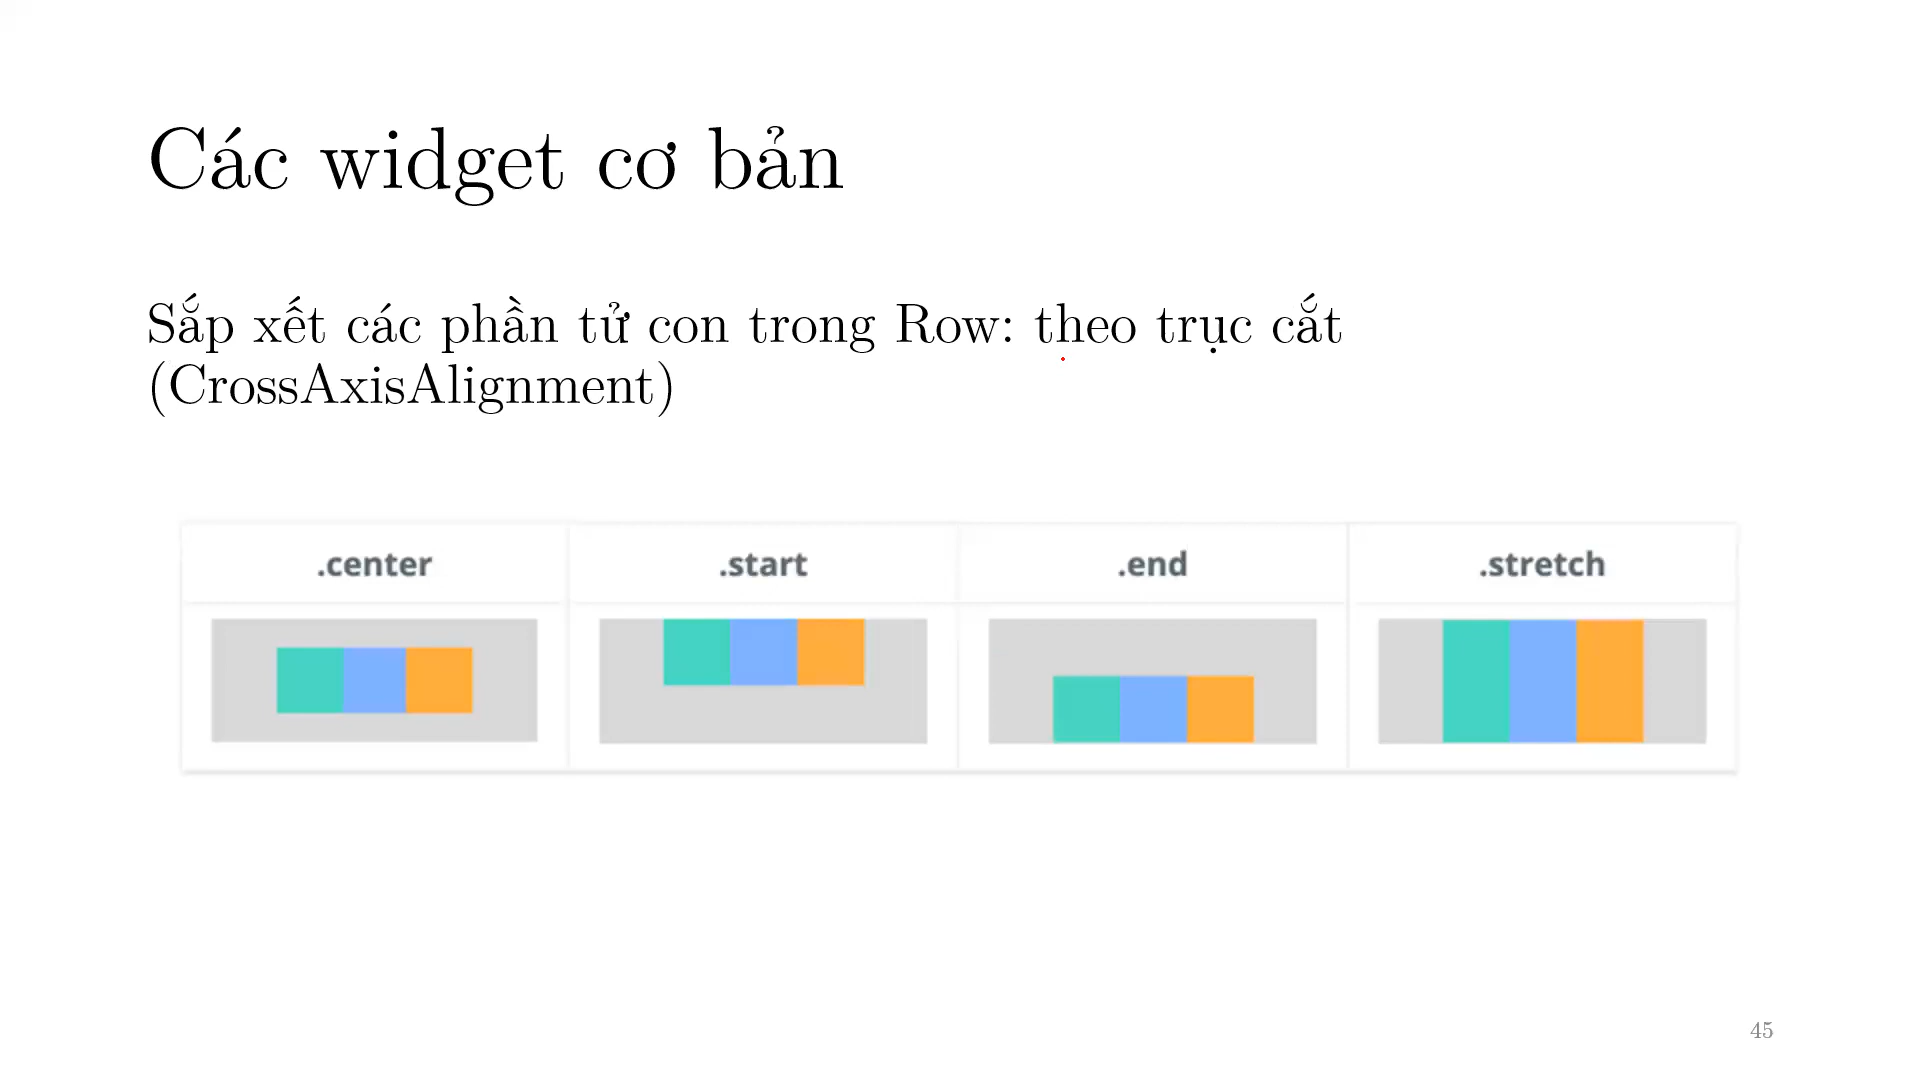 Các widget cơ bản
Sắp xết các phần tử con trong Row: theo trục cắt
(CrossAxisAlignment)
.center
.start
.end
.stretch
45